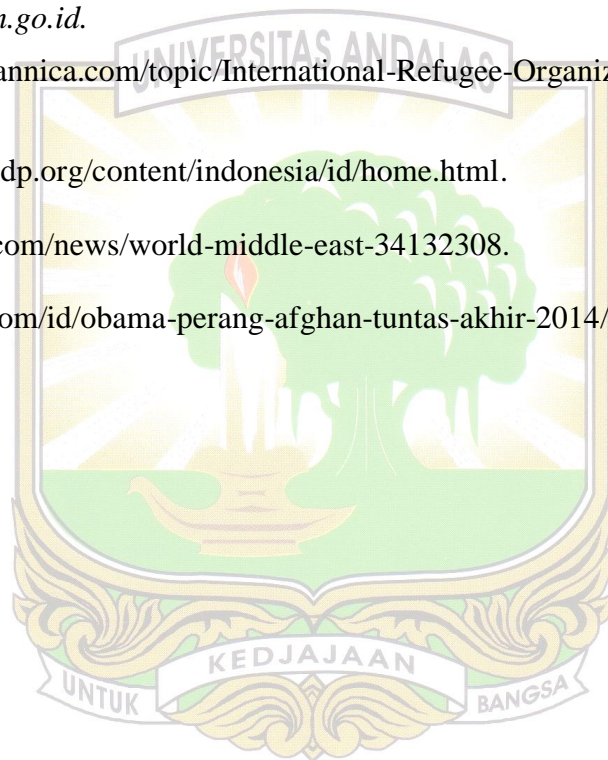 n.go.id.
UNIVERSITAS ANDALAS
annica.com/topic/International-Refugee-Organiz
dp.org/content/indonesia/id/home.html.
com/news/world-middle-east-34132308.
om/id/obama-perang-afghan-tuntas-akhir-2014/
KEDJAJAAN
UNTUK
BANGSA